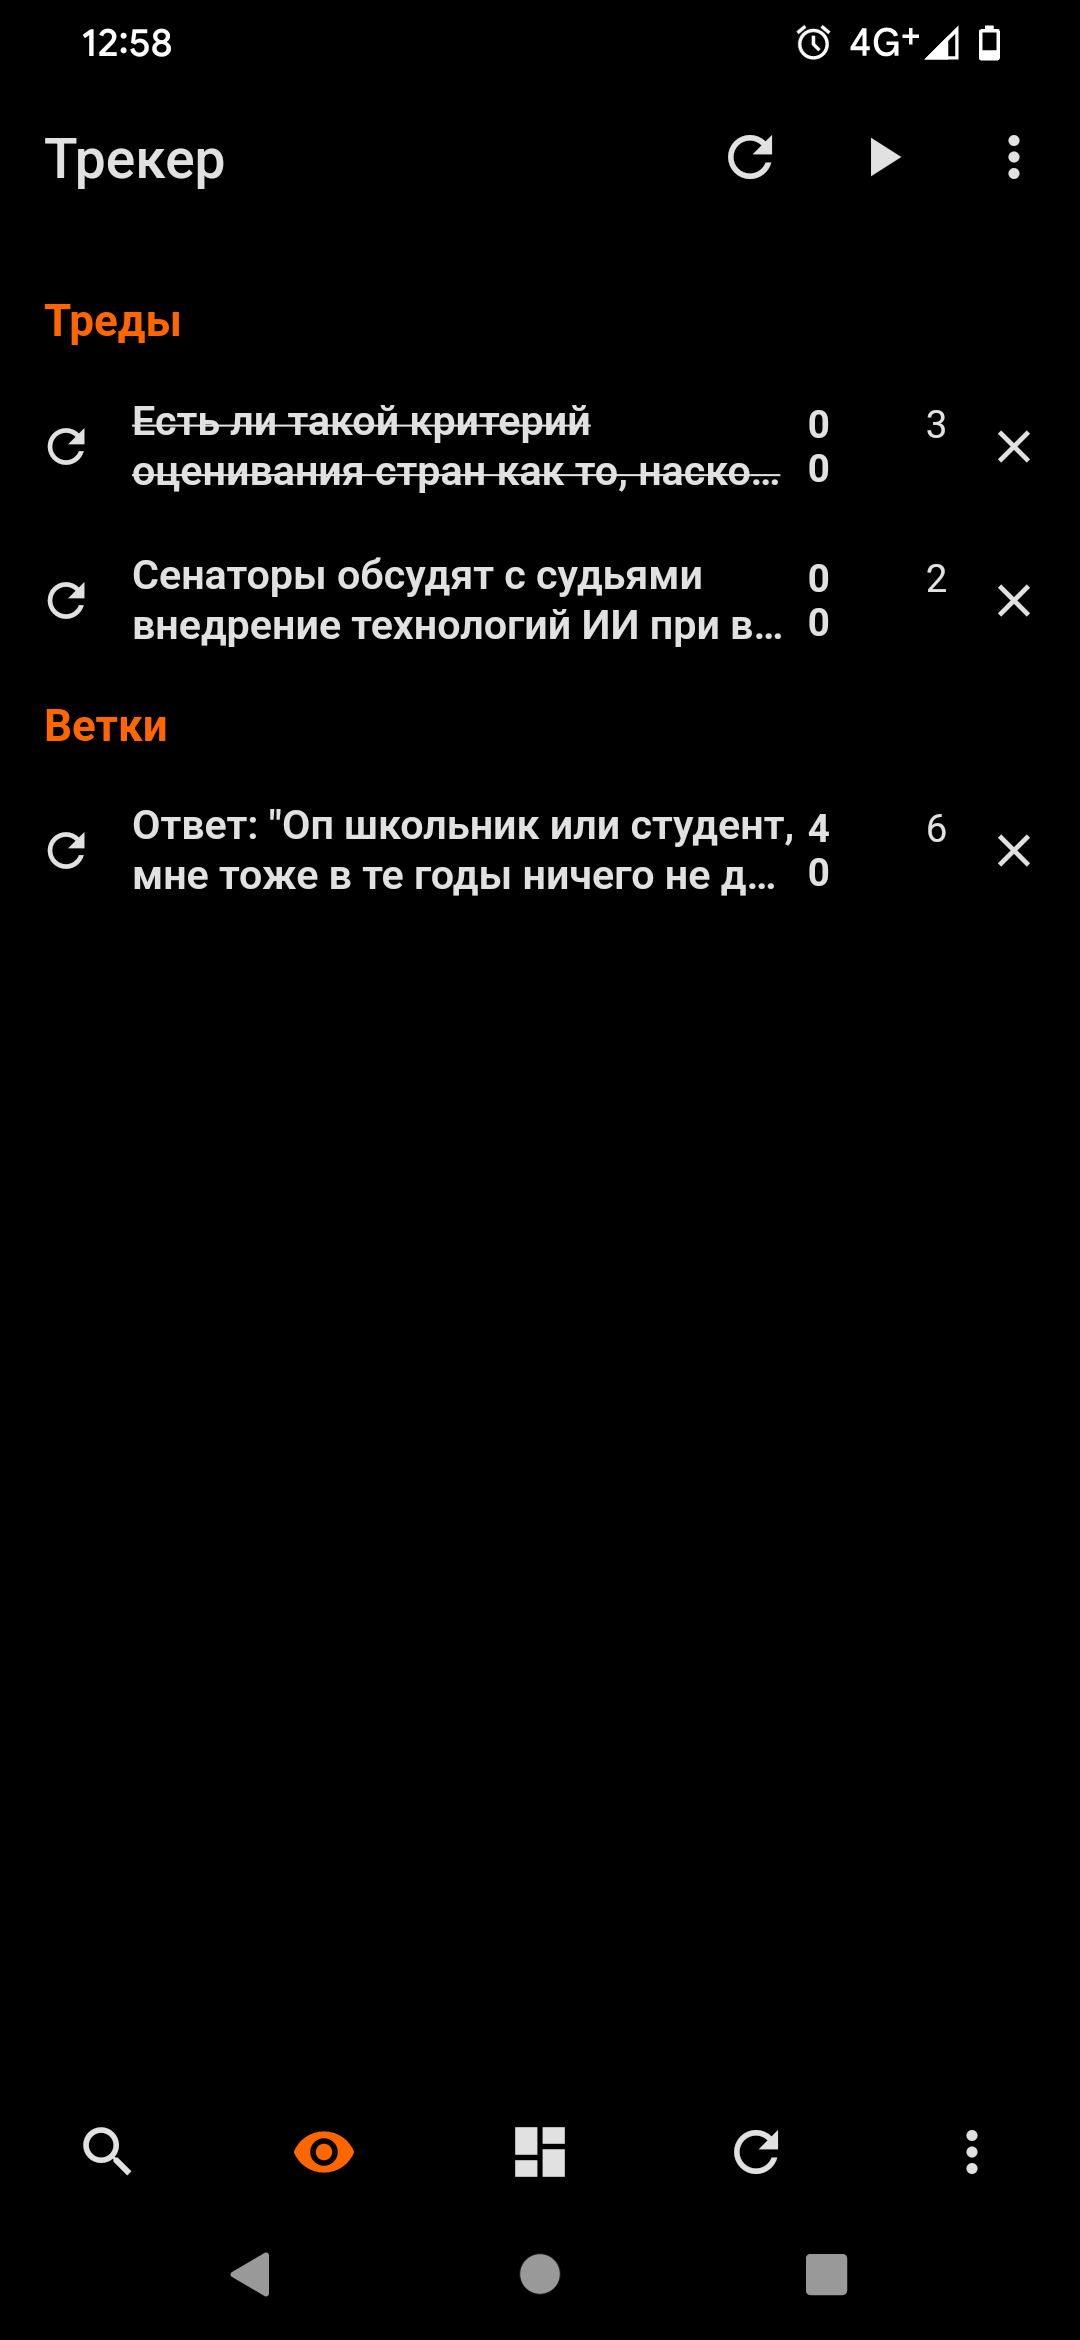 12:58
4G+
Трекер
Треды
Есть ли такой критерий
оценивания стран как то, наско…
0
0
3
Сенаторы обсудят с судьями
внедрение технологий ИИ при в…
0
0
2
Ветки
Ответ: "Оп школьник или студент,
мне тоже в те годы ничего не д…
4
0
6